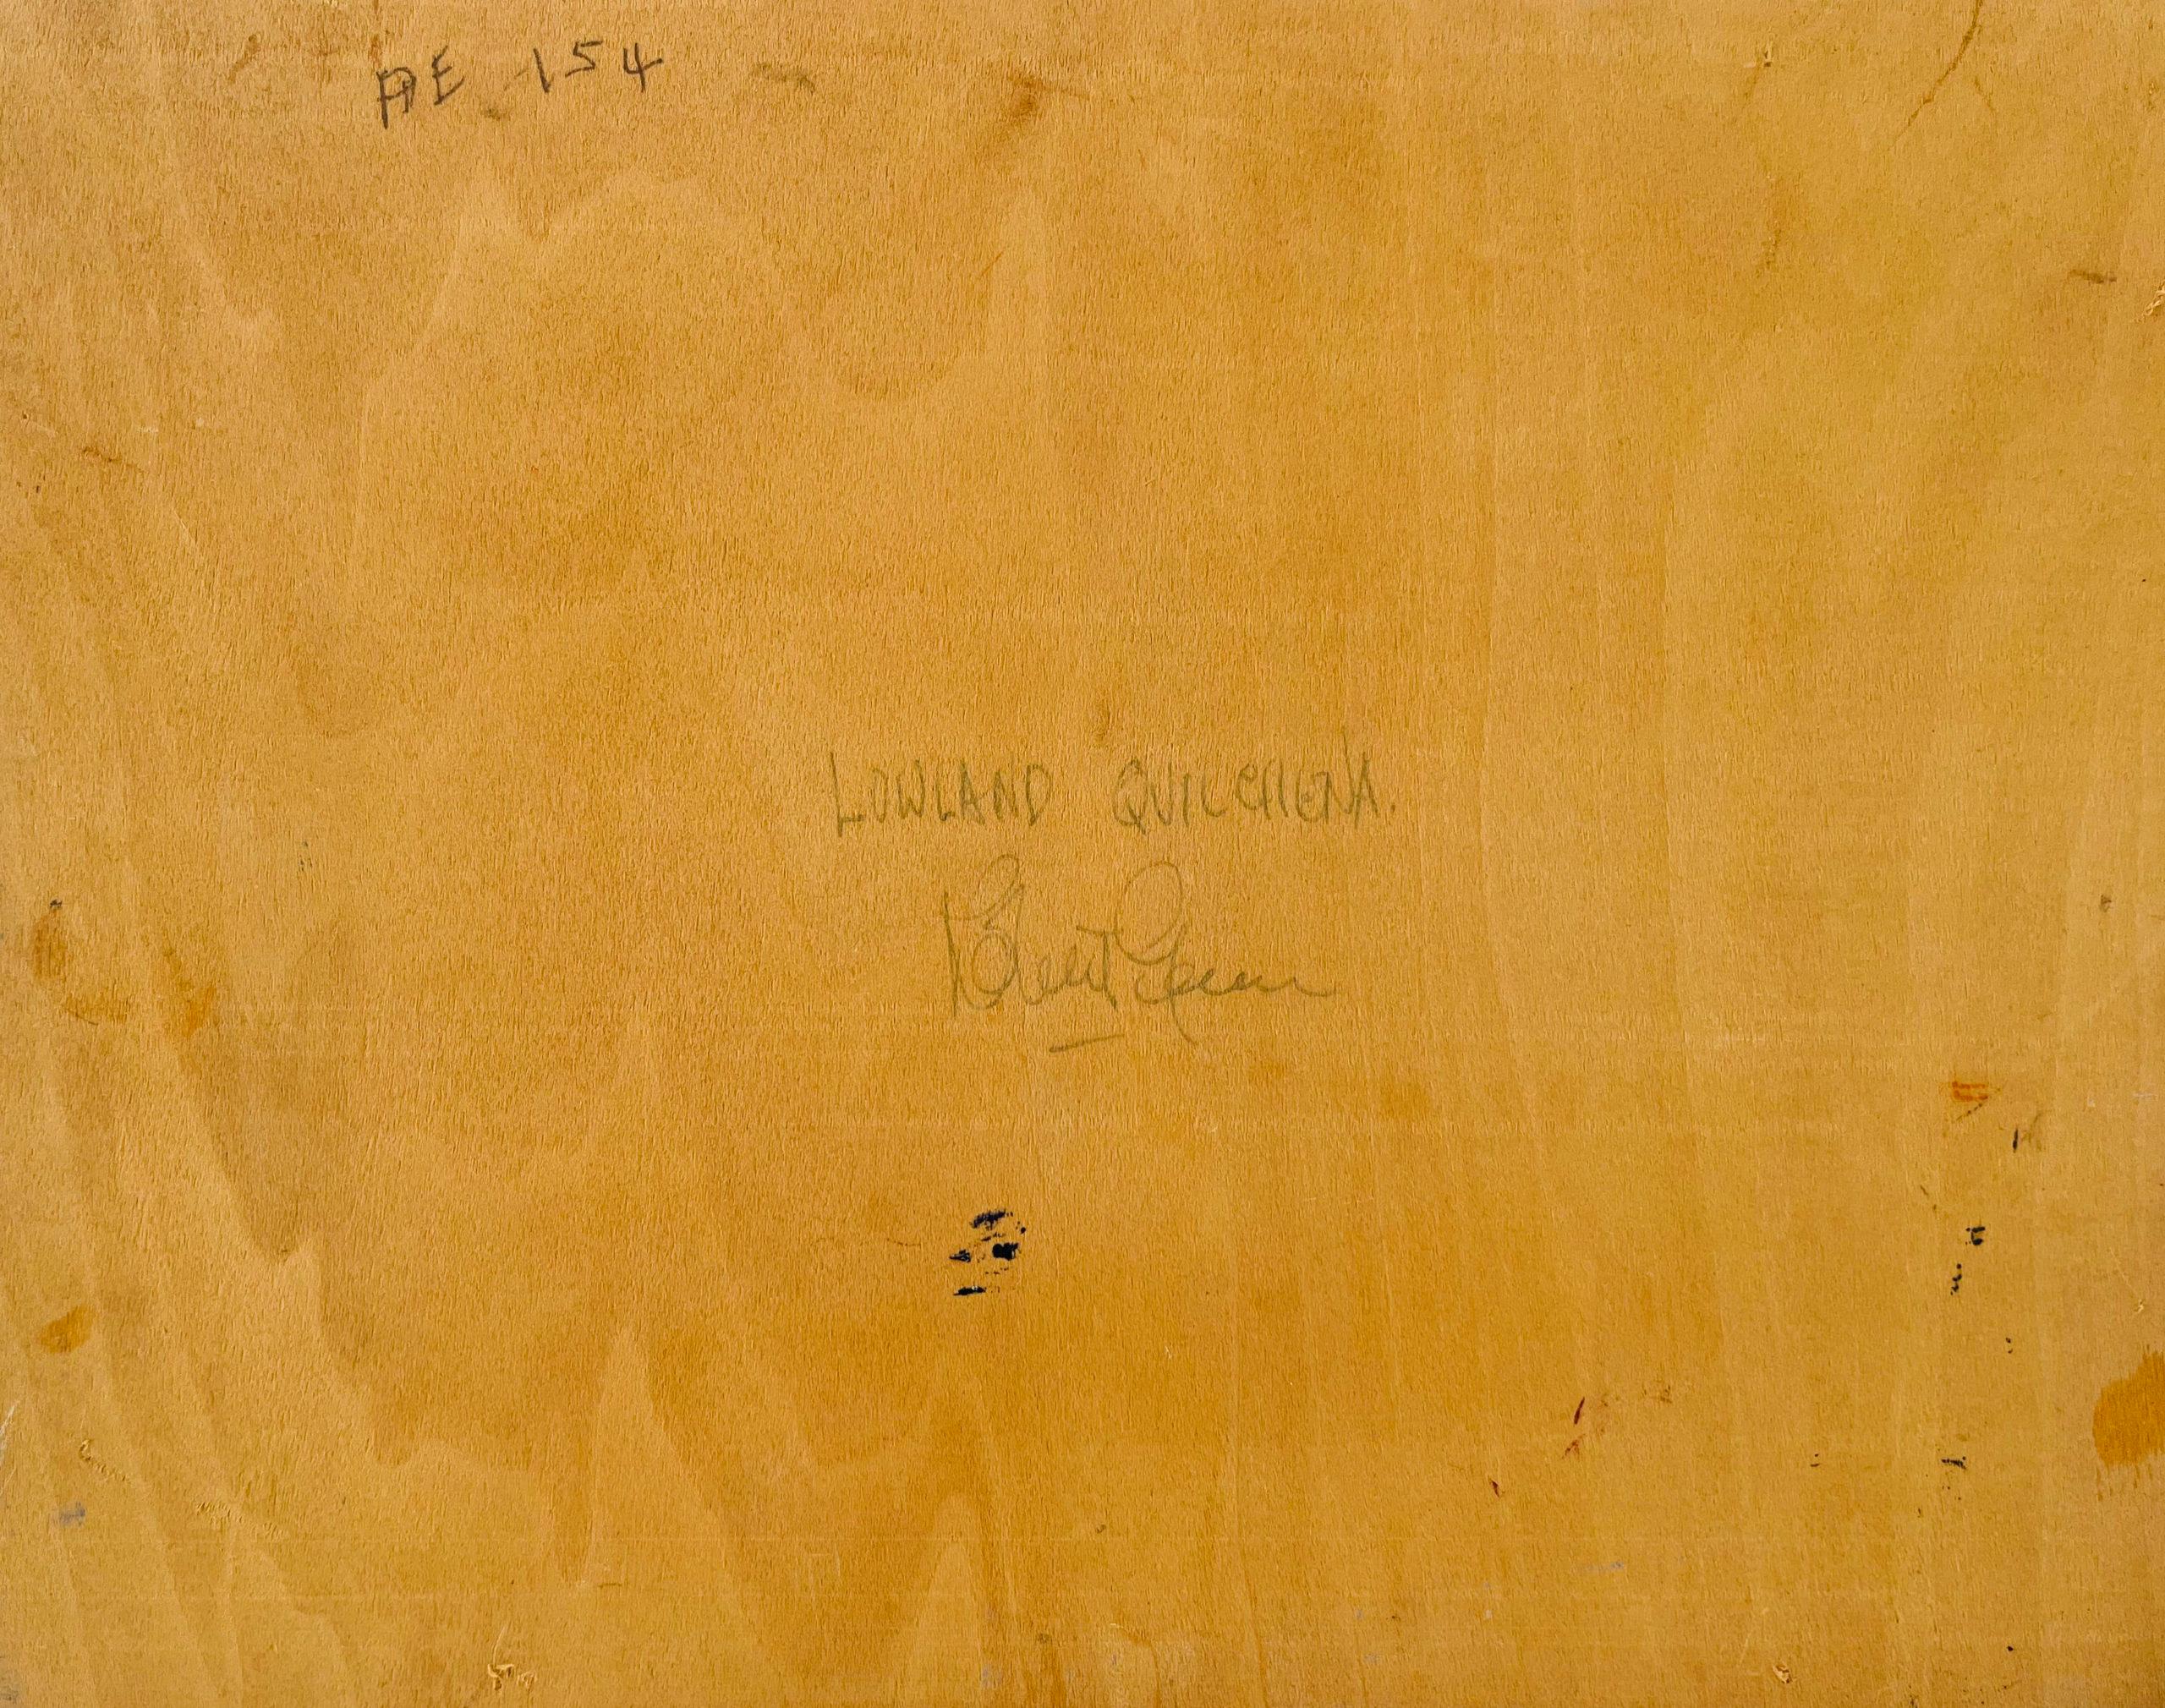 AE 154
LOWLAND QUILCHENA.